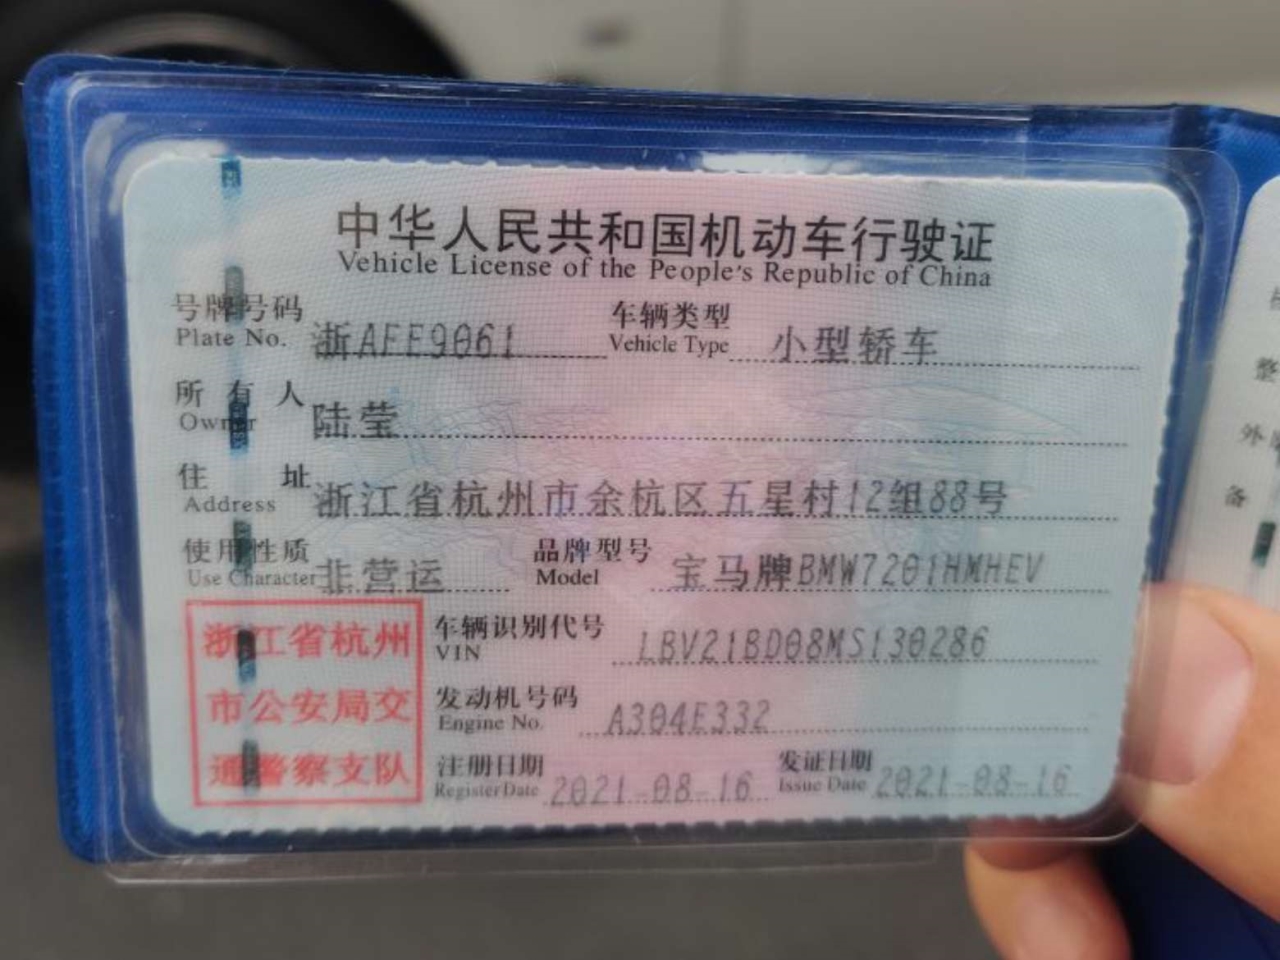 中华人民共和国机动车行驶证
Vehicle License of the People's Republic of China
号牌号码 浙AFF9061 车辆类型 小型轿车
Plate No. Vehicle Type
所有人 陆莹
Owner
住址 浙江省杭州市余杭区五星村12组88号
Address
使用性质 非营运 品牌型号 宝马牌BMW7201HMHEV
Use Character Model
浙江省杭州
市公安局交
通警察支队
车辆识别代号 LBV21BD08MS130286
VIN
发动机号码 A304E332
Engine No.
注册日期 2021-08-16 发证日期 2021-08-16
Register Date Issue Date
整
外
备